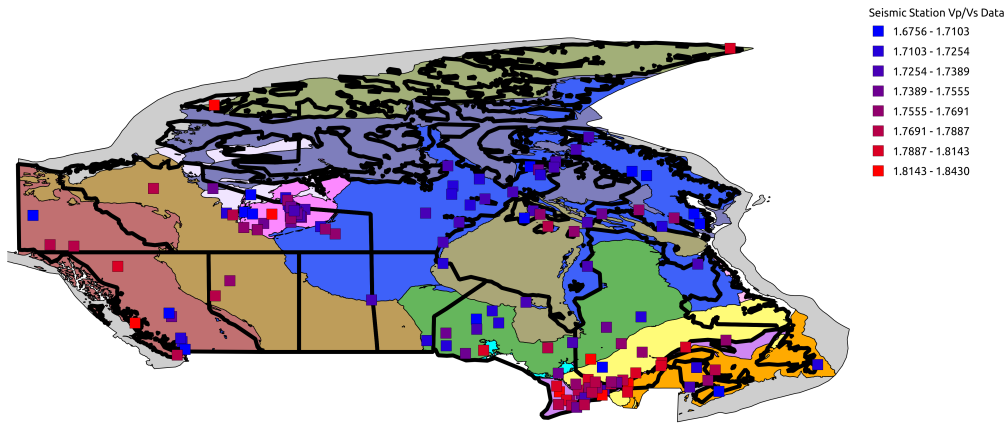 Seismic Station Vp/Vs Data
1.6756 - 1.7103
1.7103 - 1.7254
1.7254 - 1.7389
1.7389 - 1.7555
1.7555 - 1.7691
1.7691 - 1.7887
1.7887 - 1.8143
1.8143 - 1.8430